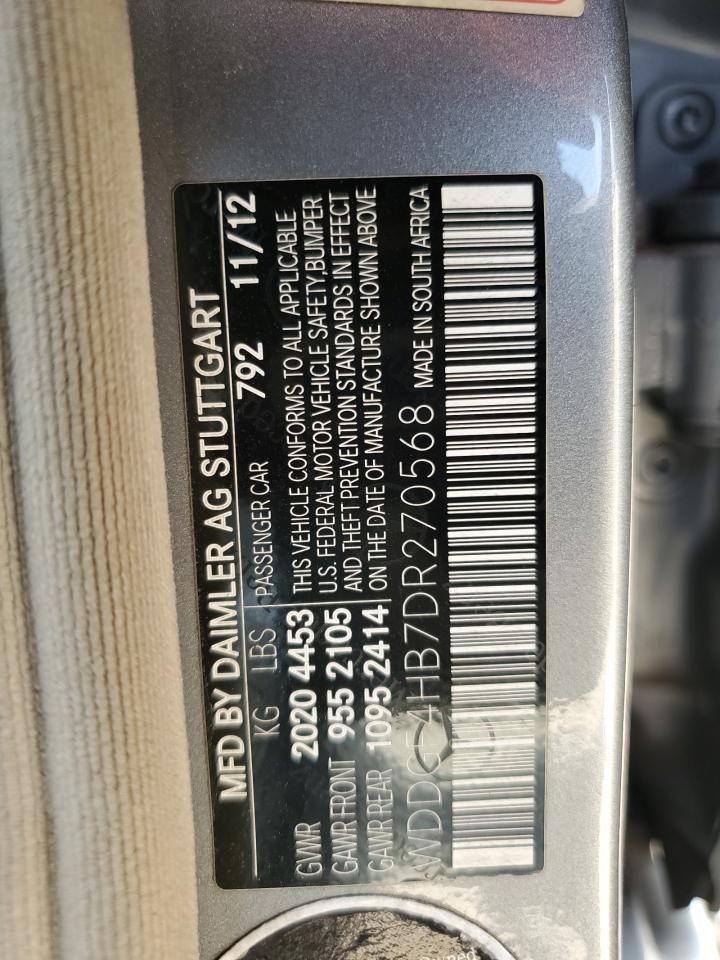 MFD BY DAIMLER AG STUTTGART
KG LBS PASSENGER CAR 792 11/12
GVWR 2020 4453 THIS VEHICLE CONFORMS TO ALL APPLICABLE
GAWR FRONT 955 2105 U.S. FEDERAL MOTOR VEHICLE SAFETY,BUMPER
AND THEFT PREVENTION STANDARDS IN EFFECT
GAWR REAR 1095 2414 ON THE DATE OF MANUFACTURE SHOWN ABOVE
WDDGF4HB7DR270568 MADE IN SOUTH AFRICA
Owned